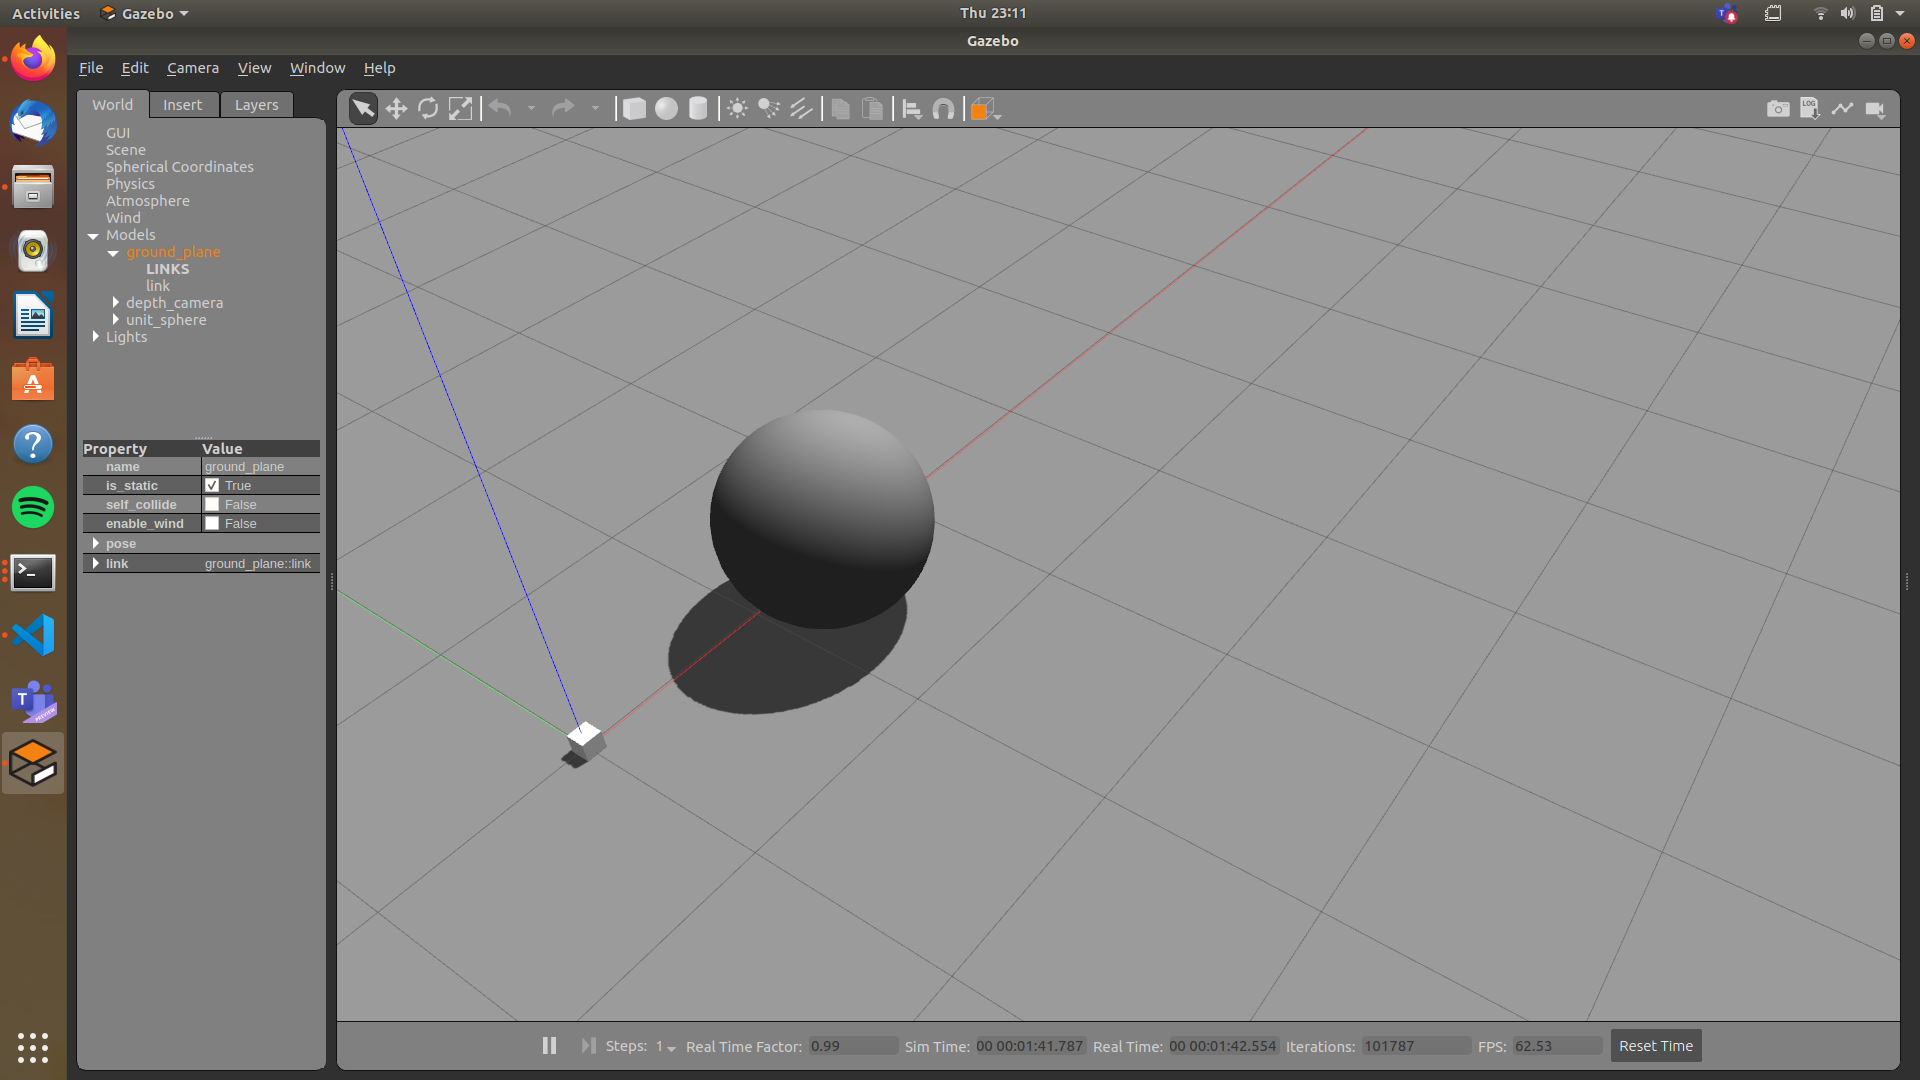 Activities Gazebo Thu 23:11
Gazebo
File Edit Camera View Window Help
World Insert Layers
GUI
Scene
Spherical Coordinates
Physics
Atmosphere
Wind
Models
ground_plane
LINKS
link
depth_camera
unit_sphere
Lights
Property Value
name ground_plane
is_static True
self_collide False
enable_wind False
pose
link ground_plane::link
LOG
Steps: 1 Real Time Factor: 0.99 Sim Time: 00 00:01:41.787 Real Time: 00 00:01:42.554 Iterations: 101787 FPS: 62.53 Reset Time